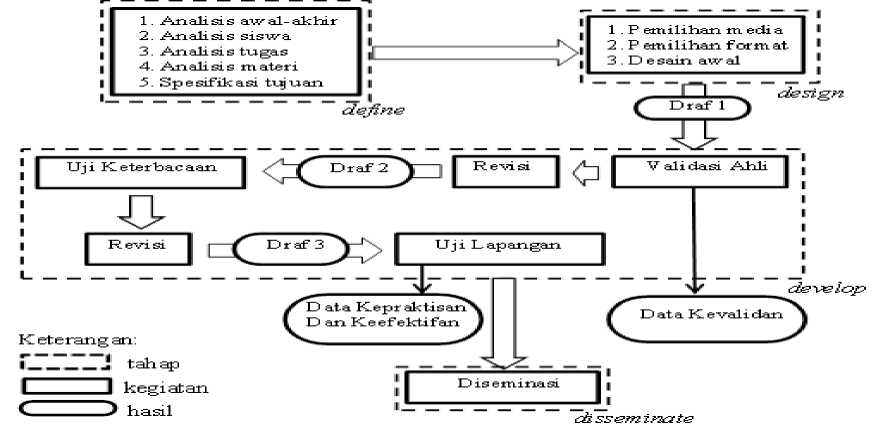 1. Analisis awal-akhir
2. Analisis siswa
3. Analisis tugas
4. Analisis materi
5. Spesifikasi tujuan
define
1. Pemilihan media
2. Pemilihan format
3. Desain awal
design
Draf 1
Validasi Ahli
Revisi
Draf 2
Uji Keterbacaan
Revisi
Draf 3
Uji Lapangan
develop
Data Kepraktisan
Dan Keefektifan
Data Kevalidan
Diseminasi
disseminate
Keterangan:
tahap
kegiatan
hasil